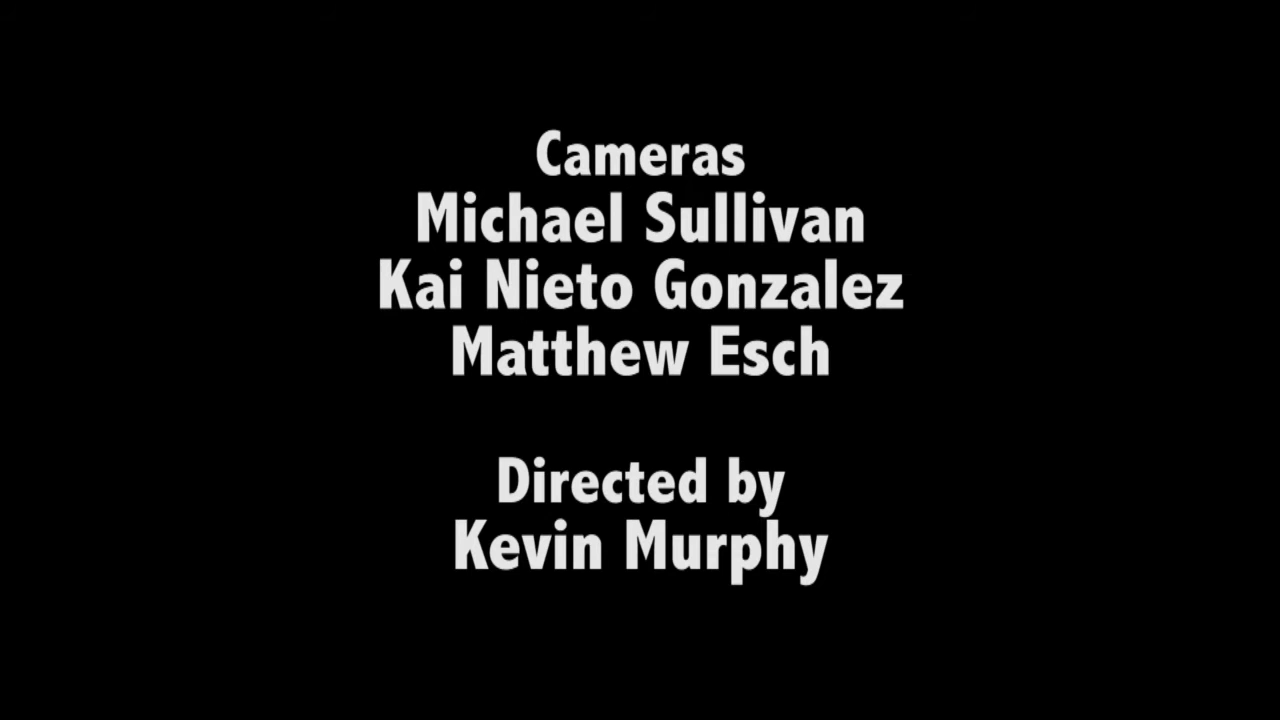 Cameras
Michael Sullivan
Kai Nieto Gonzalez
Matthew Esch
Directed by
Kevin Murphy